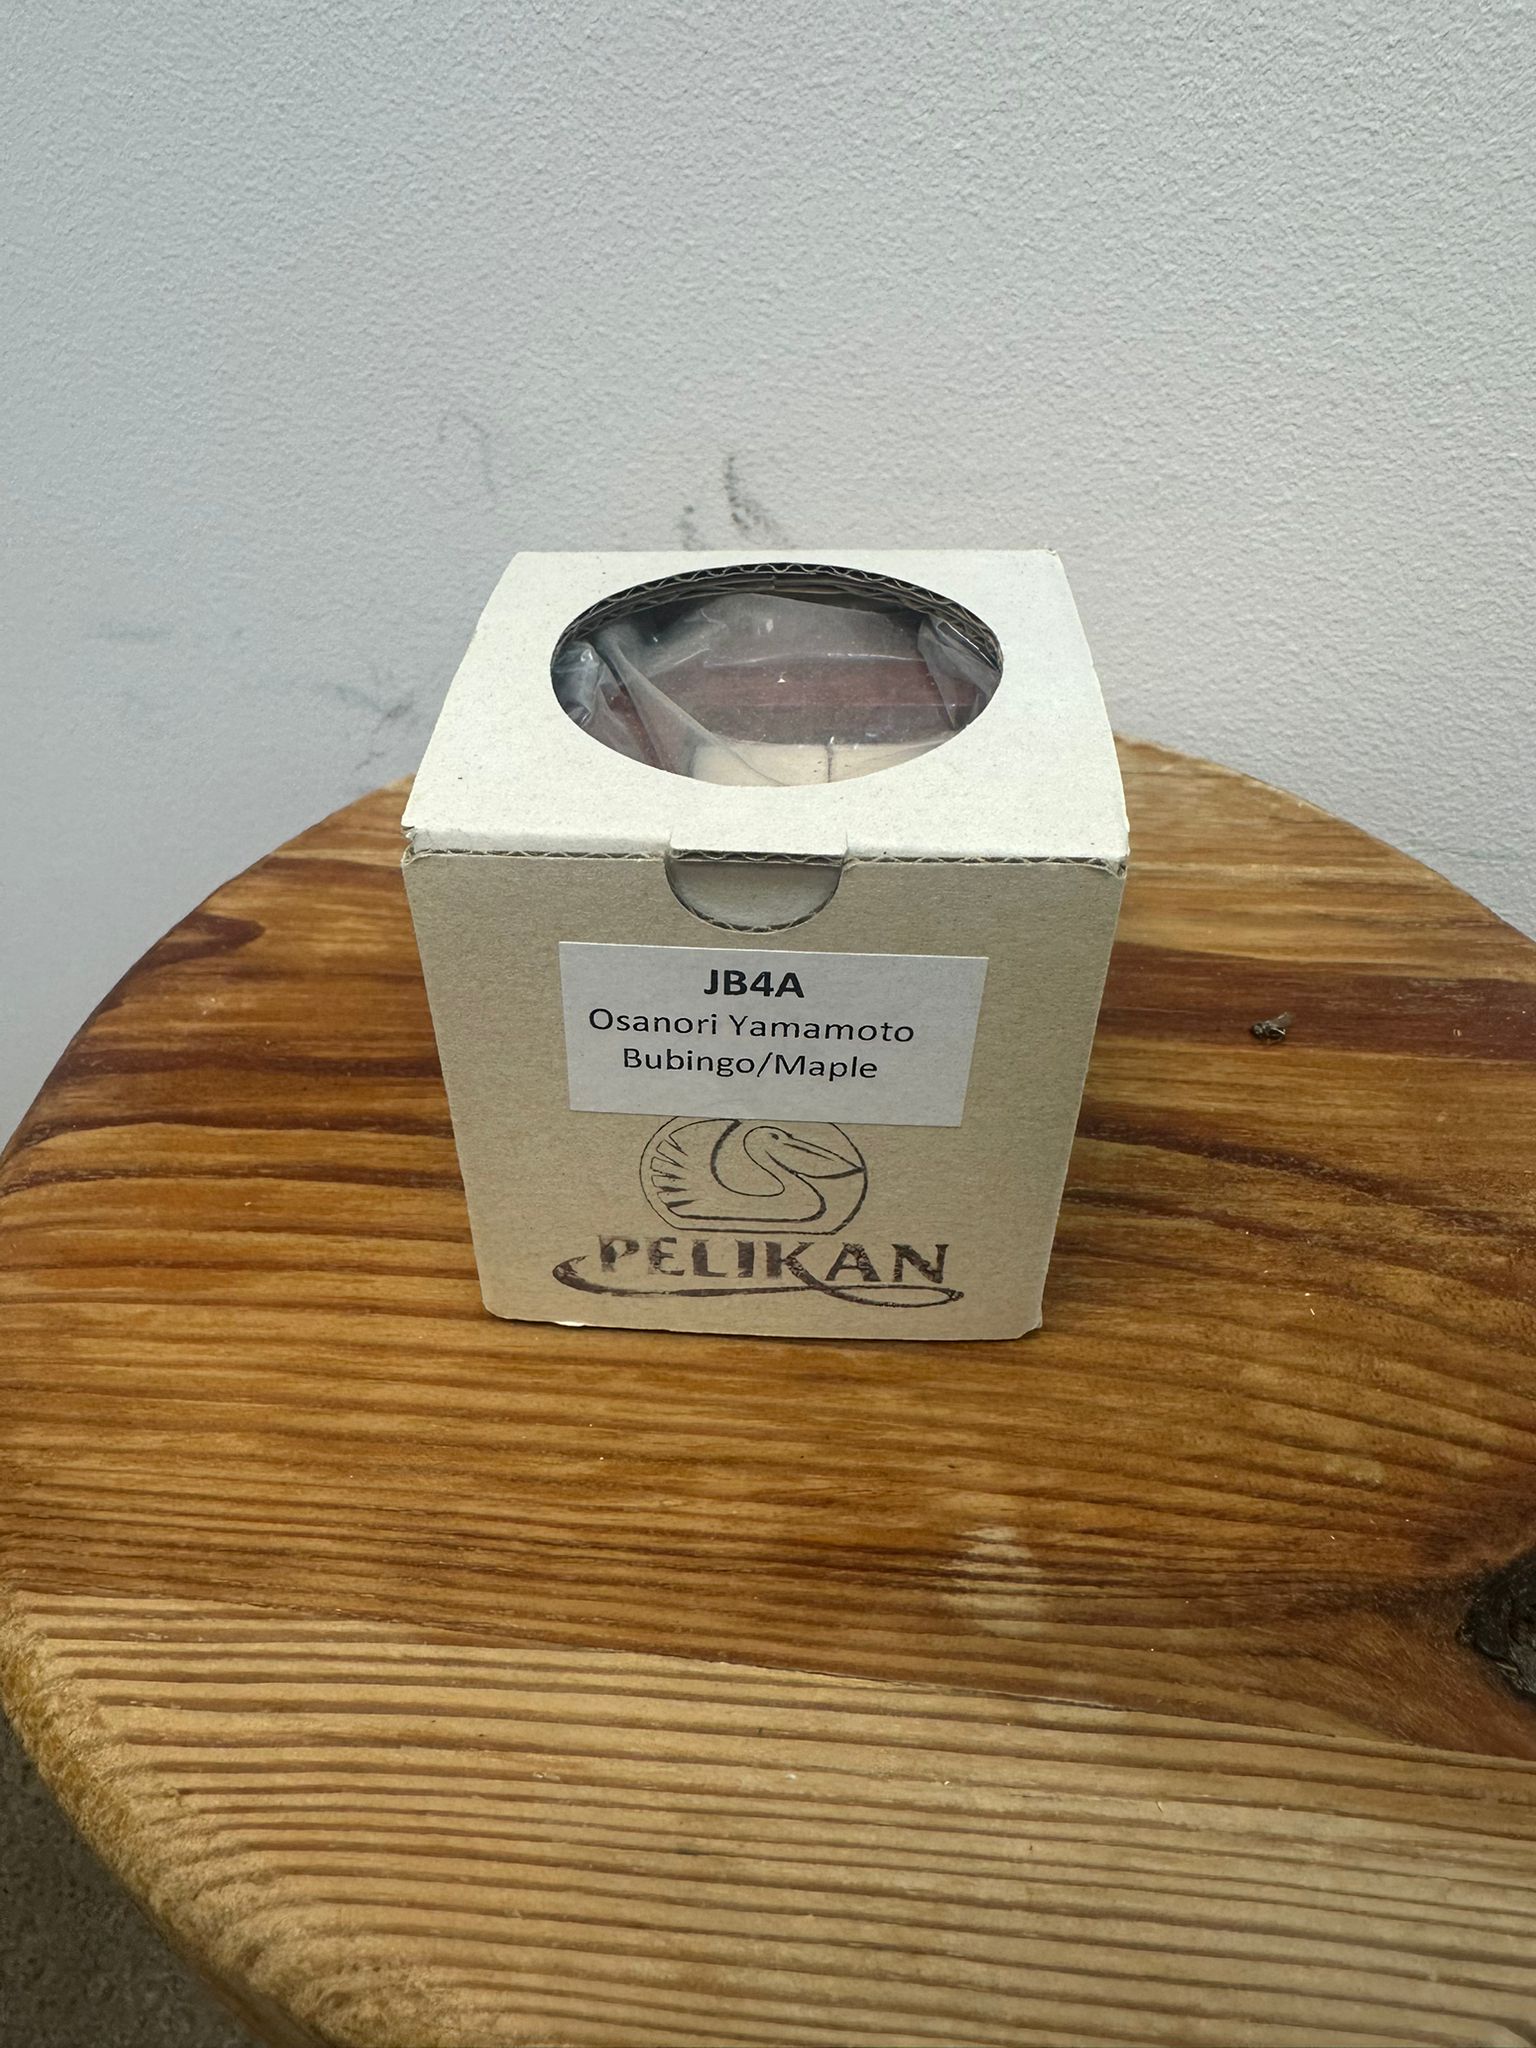 JB4A
Osanori Yamamoto
Bubingo/Maple
PELIKAN